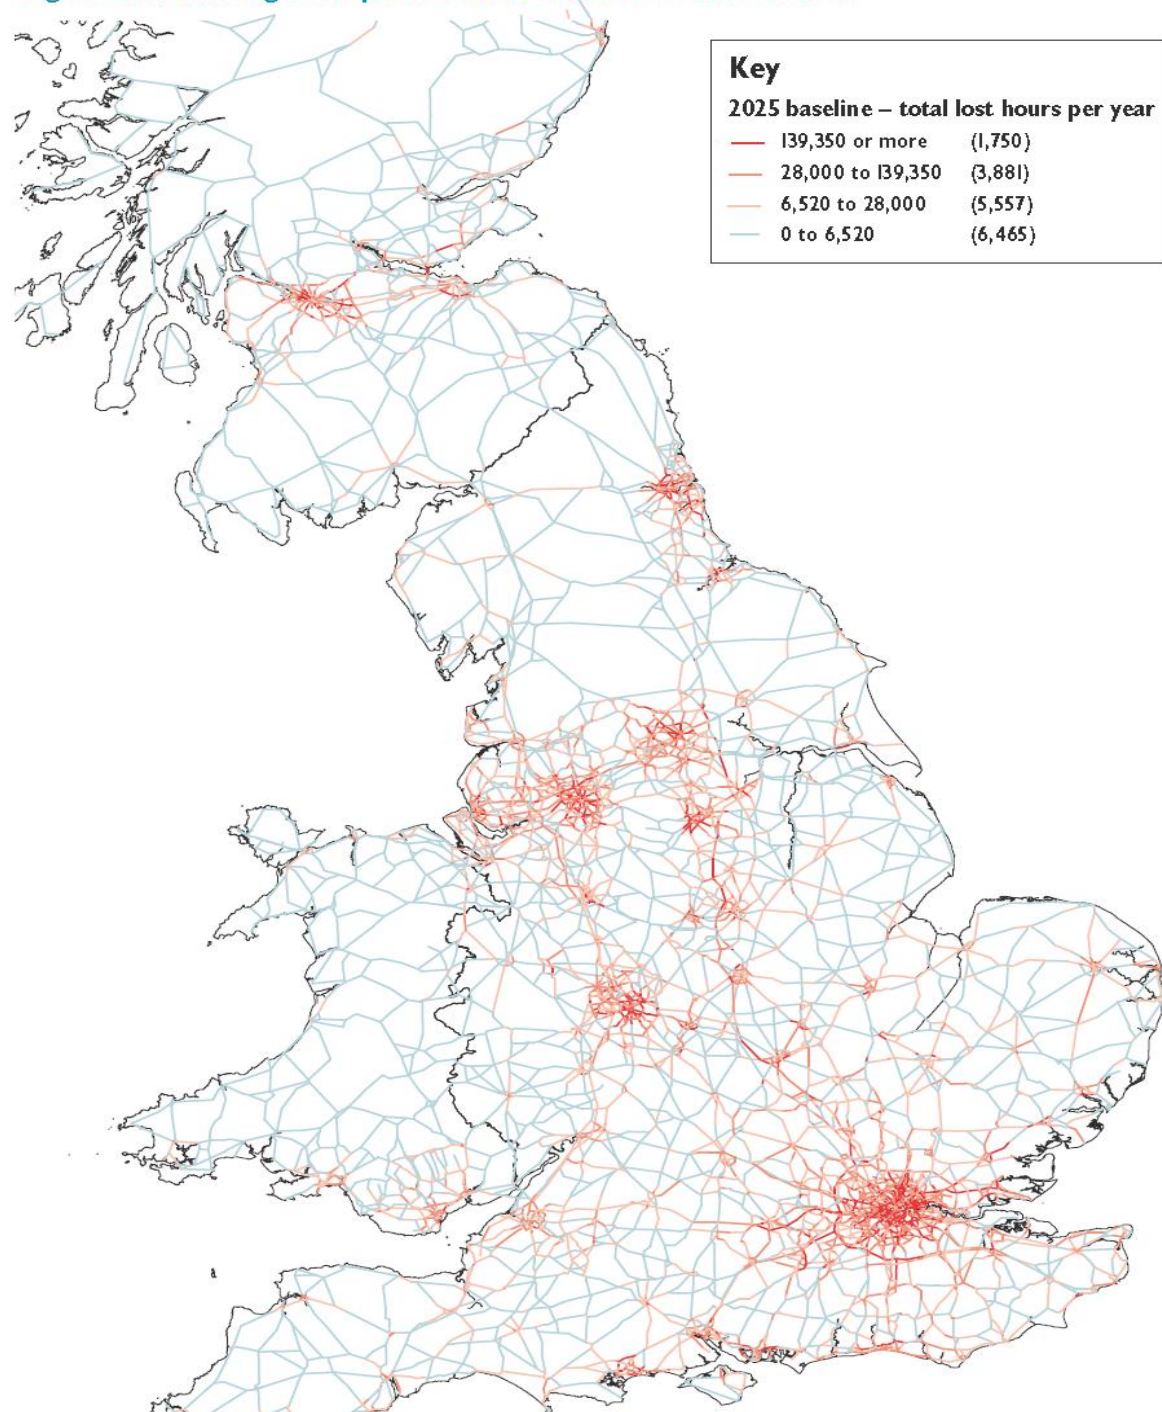 Key
2025 baseline – total lost hours per year
139,350 or more (1,750)
28,000 to 139,350 (3,881)
6,520 to 28,000 (5,557)
0 to 6,520 (6,465)